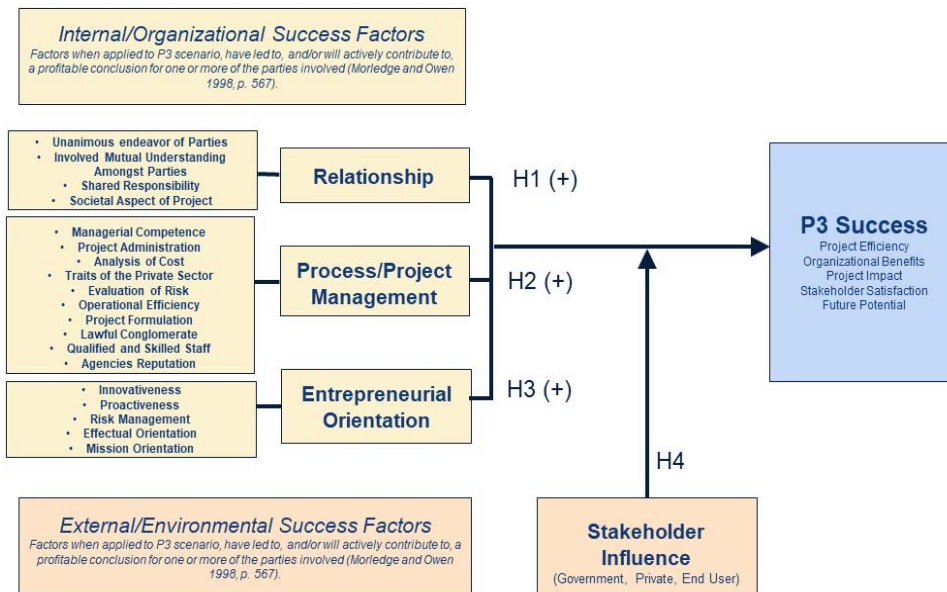 Internal/Organizational Success Factors
Factors when applied to P3 scenario, have led to, and/or will actively contribute to,
a profitable conclusion for one or more of the parties involved (Morledge and Owen
1998, p. 567).
• Unanimous endeavor of Parties
• Involved Mutual Understanding
Amongst Parties
• Shared Responsibility
• Societal Aspect of Project
Relationship
H1 (+)
• Managerial Competence
• Project Administration
• Analysis of Cost
• Traits of the Private Sector
• Evaluation of Risk
• Operational Efficiency
• Project Formulation
• Lawful Conglomerate
• Qualified and Skilled Staff
• Agencies Reputation
Process/Project
Management
H2 (+)
• Innovativeness
• Proactiveness
• Risk Management
• Effectual Orientation
• Mission Orientation
Entrepreneurial
Orientation
H3 (+)
P3 Success
Project Efficiency
Organizational Benefits
Project Impact
Stakeholder Satisfaction
Future Potential
H4
External/Environmental Success Factors
Factors when applied to P3 scenario, have led to, and/or will actively contribute to, a
profitable conclusion for one or more of the parties involved (Morledge and Owen
1998, p. 567).
Stakeholder
Influence
(Government, Private, End User)